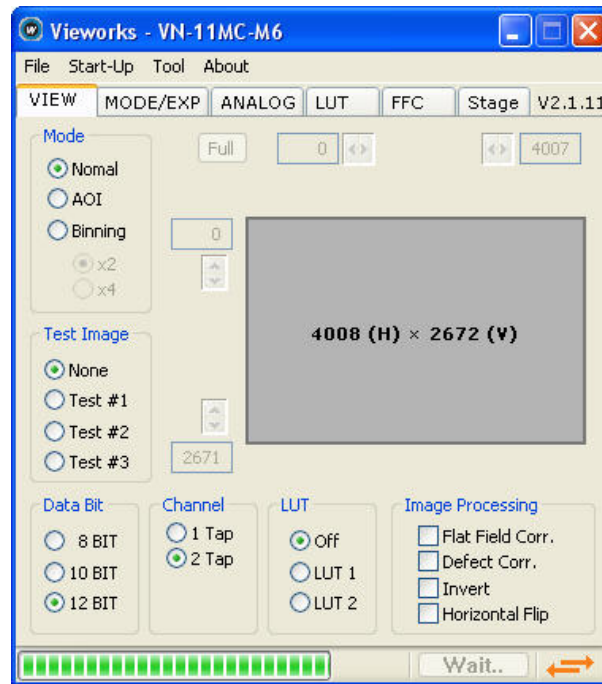 Vieworks - VN-11MC-M6
File Start-Up Tool About
VIEW MODE/EXP ANALOG LUT FFC Stage V2.1.11
Mode
Nomal
AOI
Binning
x2
x4
Full 0 4007
0
4008 (H) × 2672 (V)
2671
Test Image
None
Test #1
Test #2
Test #3
Data Bit
8 BIT
10 BIT
12 BIT
Channel
1 Tap
2 Tap
LUT
Off
LUT 1
LUT 2
Image Processing
Flat Field Corr.
Defect Corr.
Invert
Horizontal Flip
Wait..